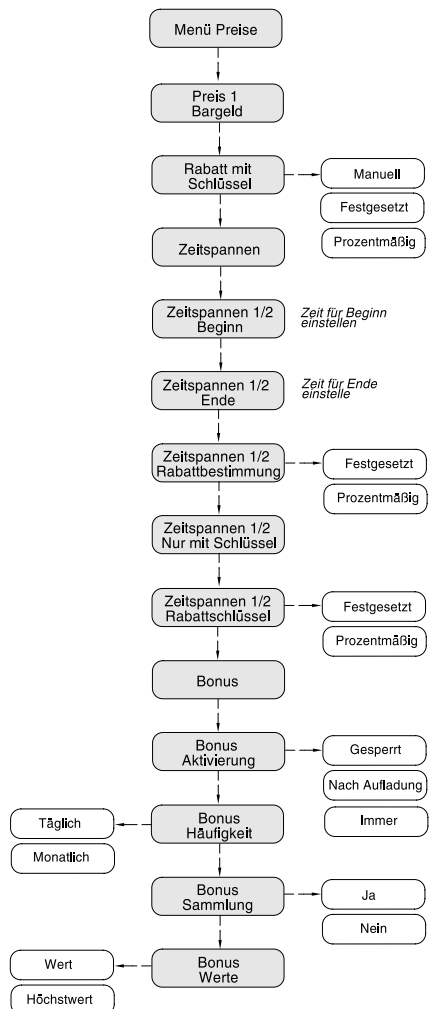 Menü Preise
Preis 1
Bargeld
Rabatt mit
Schlüssel
Manuell
Festgesetzt
Prozentmäßig
Zeitspannen
Zeitspannen 1/2
Beginn
Zeit für Beginn
einstellen
Zeitspannen 1/2
Ende
Zeit für Ende
einstelle
Zeitspannen 1/2
Rabattbestimmung
Festgesetzt
Prozentmäßig
Zeitspannen 1/2
Nur mit Schlüssel
Zeitspannen 1/2
Rabattschlüssel
Festgesetzt
Prozentmäßig
Bonus
Bonus
Aktivierung
Gesperrt
Nach Aufladung
Immer
Bonus
Häufigkeit
Täglich
Monatlich
Bonus
Sammlung
Ja
Nein
Bonus
Werte
Wert
Höchstwert